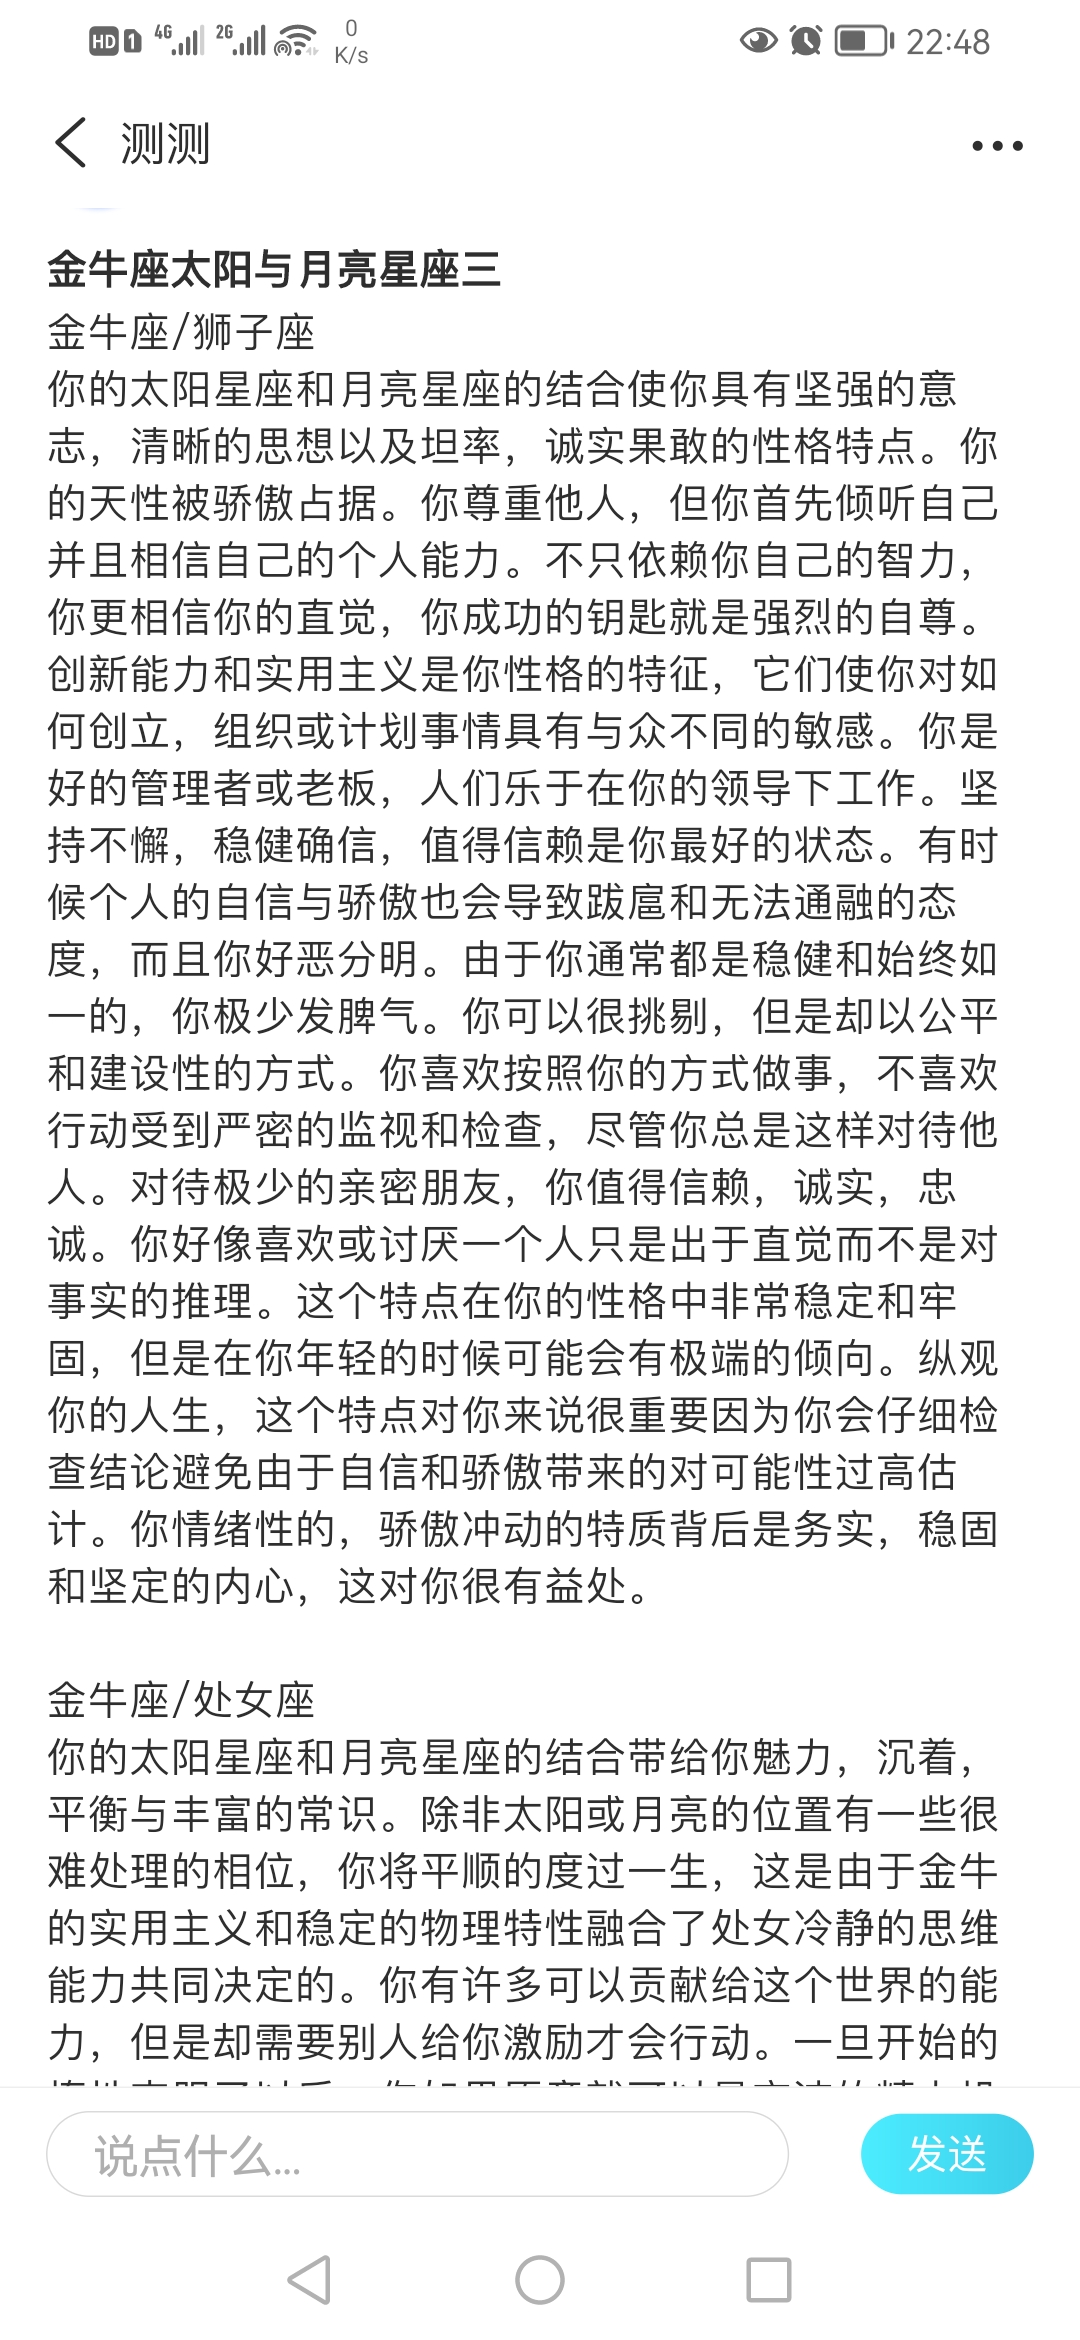 HD 1 4G 2G 0 K/s 22:48
测测
金牛座太阳与月亮星座三
金牛座/狮子座
你的太阳星座和月亮星座的结合使你具有坚强的意
志，清晰的思想以及坦率，诚实果敢的性格特点。你
的天性被骄傲占据。你尊重他人，但你首先倾听自己
并且相信自己的个人能力。不只依赖你自己的智力，
你更相信你的直觉，你成功的钥匙就是强烈的自尊。
创新能力和实用主义是你性格的特征，它们使你对如
何创立，组织或计划事情具有与众不同的敏感。你是
好的管理者或老板，人们乐于在你的领导下工作。坚
持不懈，稳健确信，值得信赖是你最好的状态。有时
候个人的自信与骄傲也会导致跋扈和无法通融的态
度，而且你好恶分明。由于你通常都是稳健和始终如
一的，你极少发脾气。你可以很挑剔，但是却以公平
和建设性的方式。你喜欢按照你的方式做事，不喜欢
行动受到严密的监视和检查，尽管你总是这样对待他
人。对待极少的亲密朋友，你值得信赖，诚实，忠
诚。你好像喜欢或讨厌一个人只是出于直觉而不是对
事实的推理。这个特点在你的性格中非常稳定和牢
固，但是在你年轻的时候可能会有极端的倾向。纵观
你的人生，这个特点对你来说很重要因为你会仔细检
查结论避免由于自信和骄傲带来的对可能性过高估
计。你情绪性的，骄傲冲动的特质背后是务实，稳固
和坚定的内心，这对你很有益处。
金牛座/处女座
你的太阳星座和月亮星座的结合带给你魅力，沉着，
平衡与丰富的常识。除非太阳或月亮的位置有一些很
难处理的相位，你将平顺的度过一生，这是由于金牛
的实用主义和稳定的物理特性融合了处女冷静的思维
能力共同决定的。你有许多可以贡献给这个世界的能
力，但是却需要别人给你激励才会行动。一旦开始的
说点什么...
发送